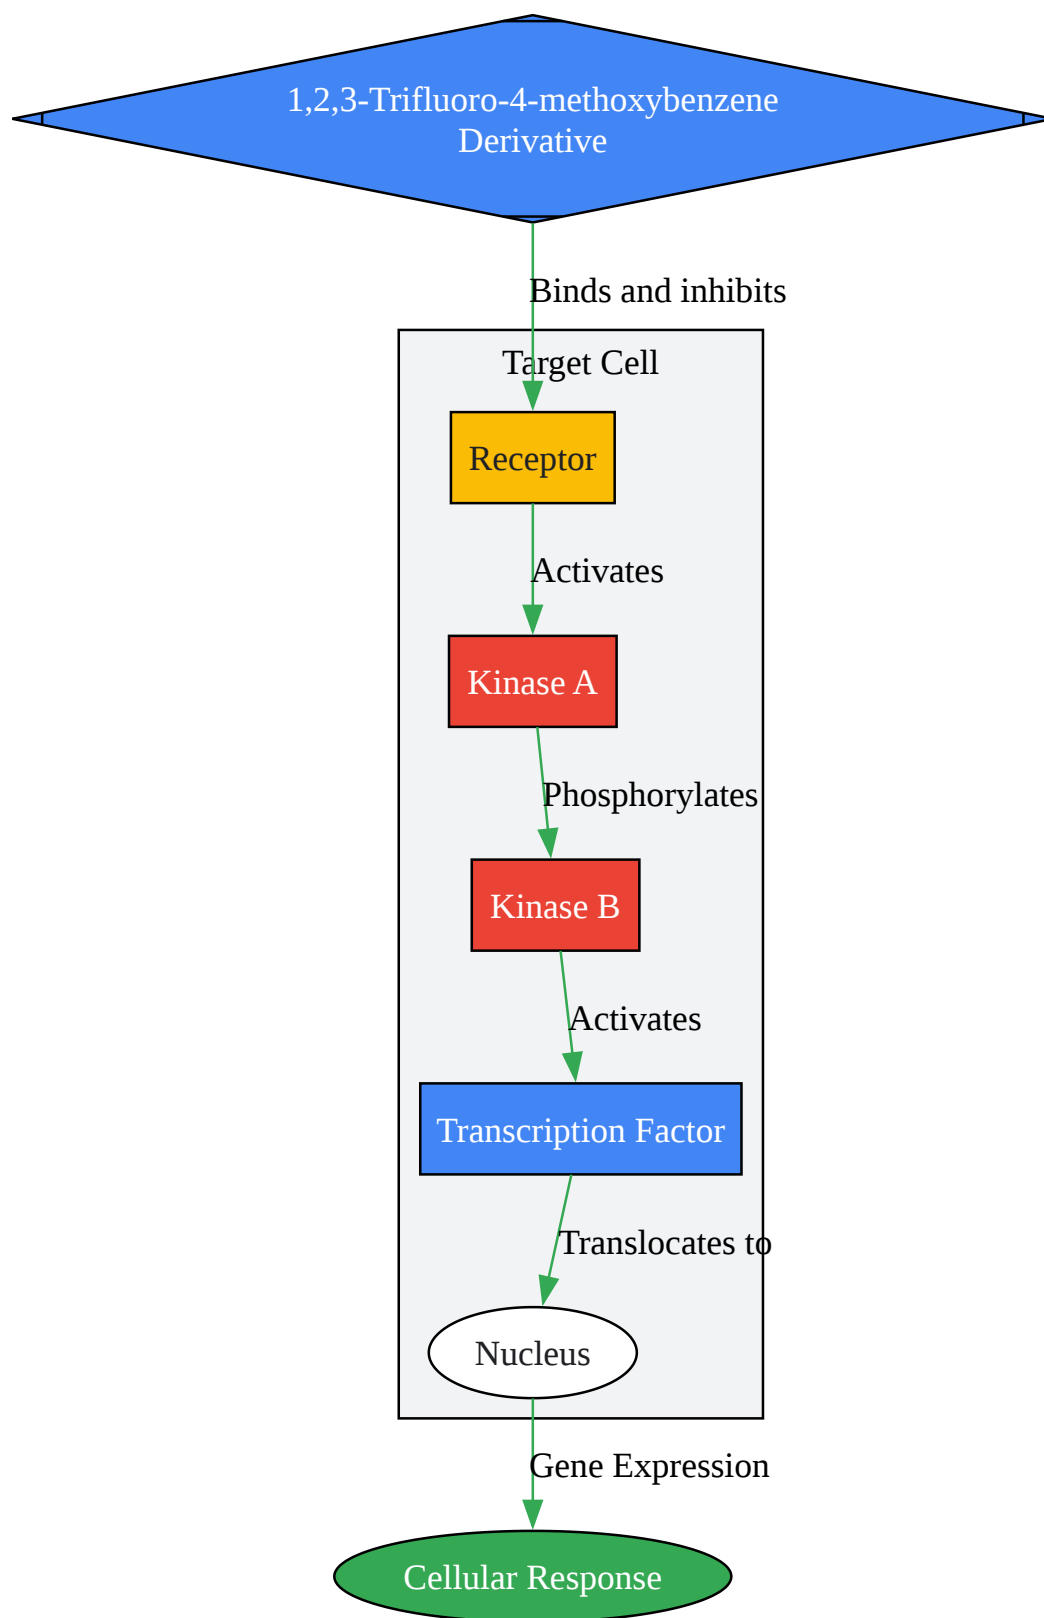 1,2,3-Trifluoro-4-methoxybenzene
Derivative
Binds and inhibits
Target Cell
Receptor
Activates
Kinase A
Phosphorylates
Kinase B
Activates
Transcription Factor
Translocates to
Nucleus
Gene Expression
Cellular Response